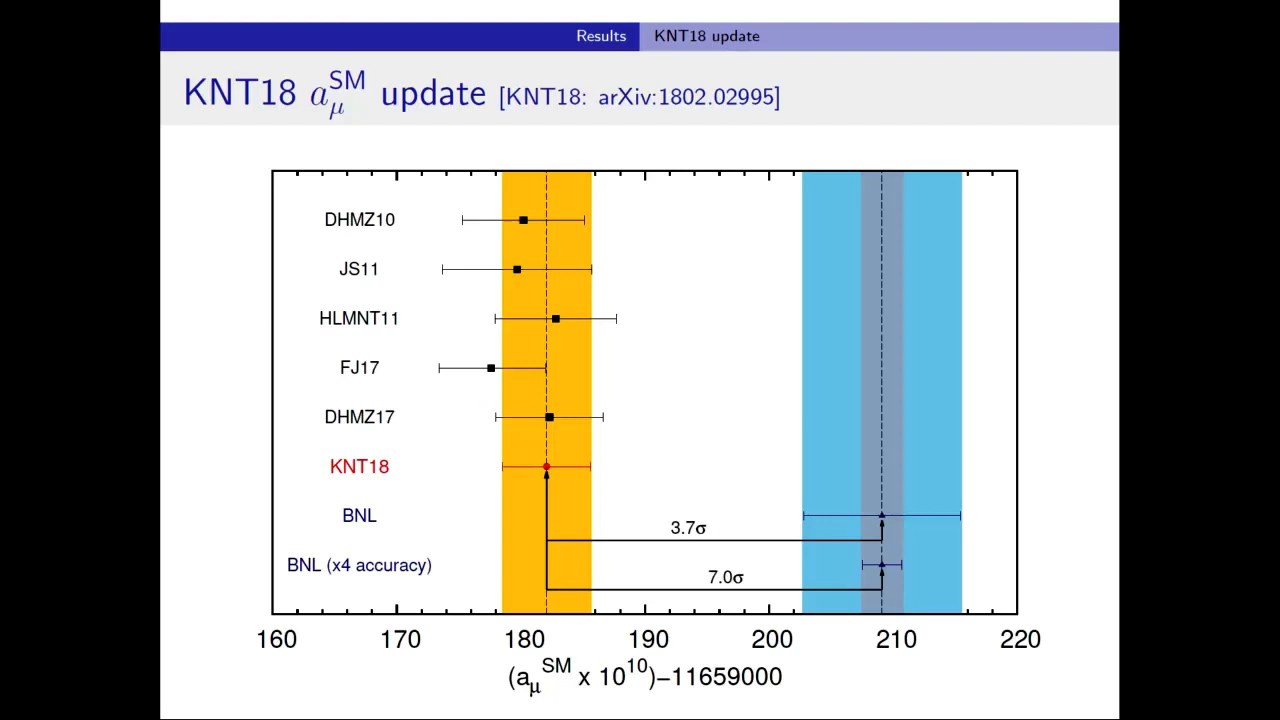 Results KNT18 update
KNT18 a_μ^SM update [KNT18: arXiv:1802.02995]
DHMZ10
JS11
HLMNT11
FJ17
DHMZ17
KNT18
BNL
3.7σ
BNL (x4 accuracy)
7.0σ
160 170 180 190 200 210 220
(a_μ^SM x 10^10)−11659000